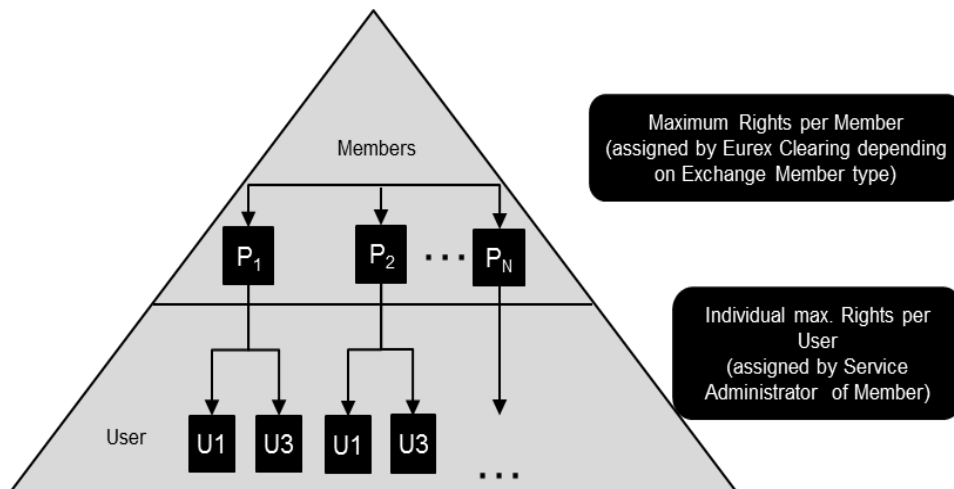 Members
Maximum Rights per Member
(assigned by Eurex Clearing depending
on Exchange Member type)
P1
P2
...
PN
Individual max. Rights per
User
(assigned by Service
Administrator of Member)
User
U1
U3
U1
U3
...